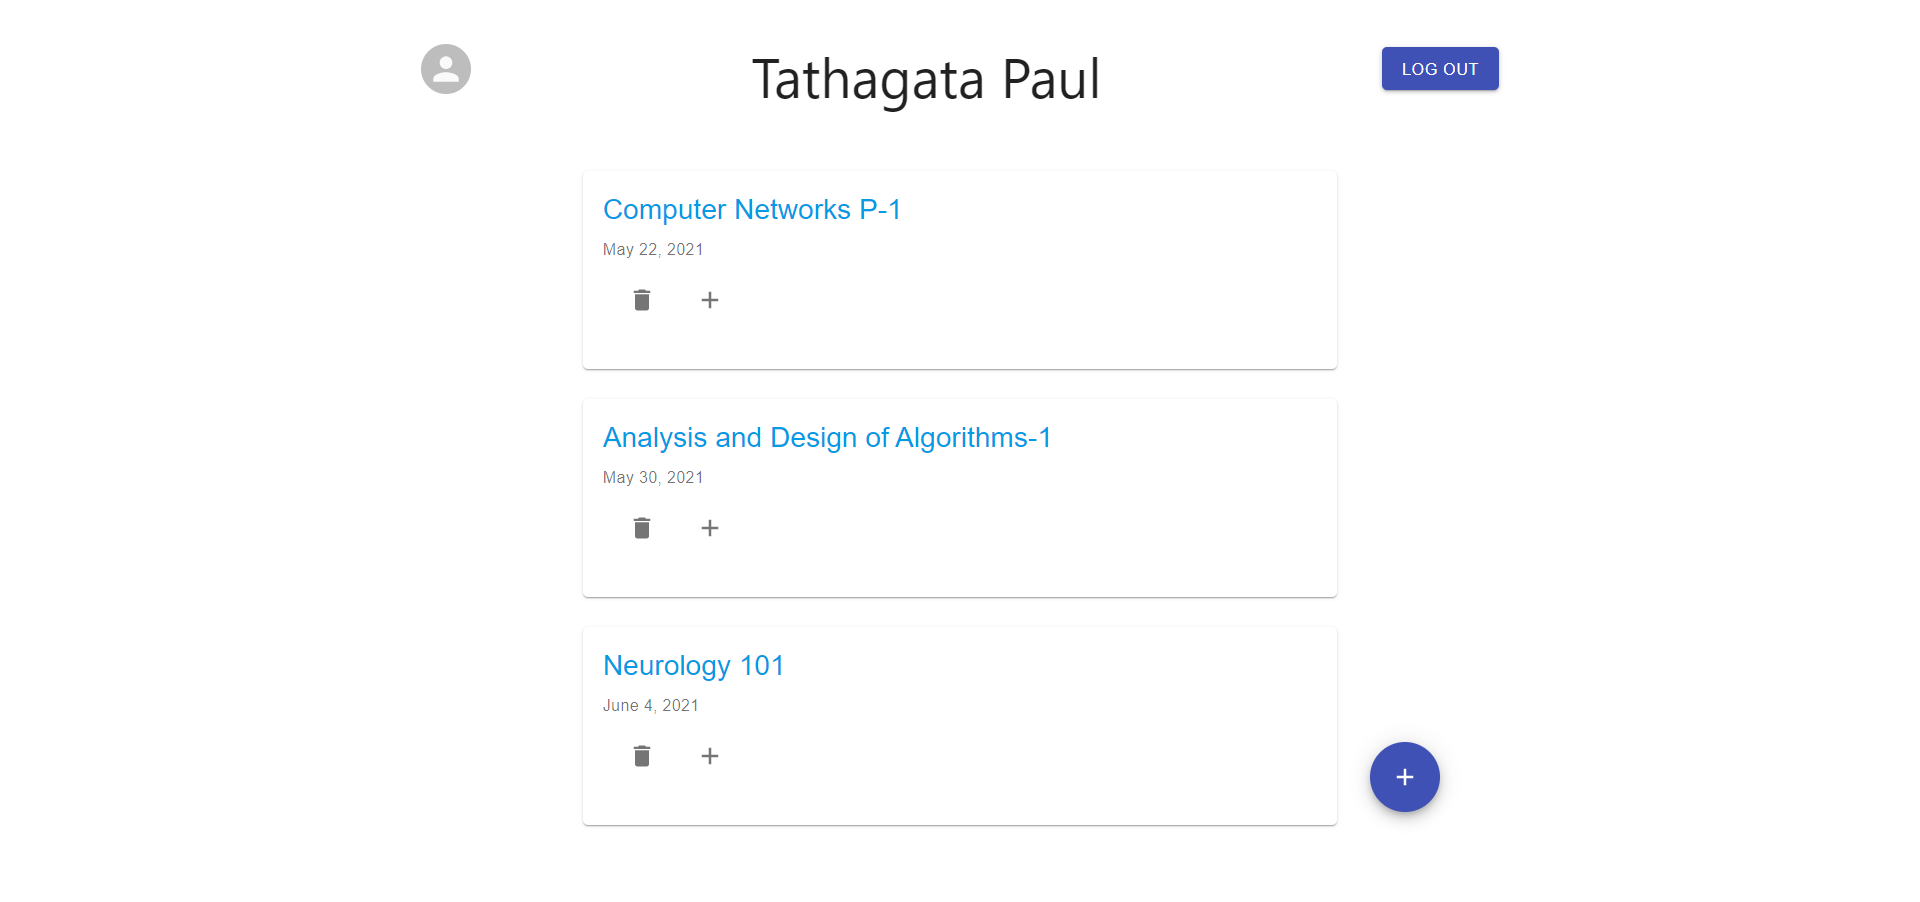 Tathagata Paul
LOG OUT
Computer Networks P-1
May 22, 2021
Analysis and Design of Algorithms-1
May 30, 2021
Neurology 101
June 4, 2021